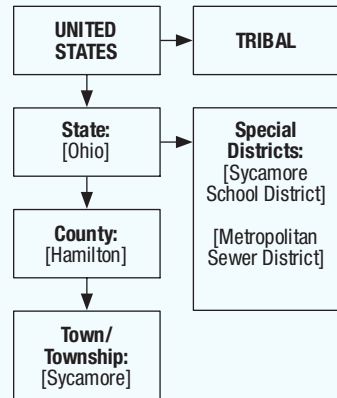 UNITED
STATES
TRIBAL
State:
[Ohio]
Special
Districts:
[Sycamore
School District]
[Metropolitan
Sewer District]
County:
[Hamilton]
Town/
Township:
[Sycamore]